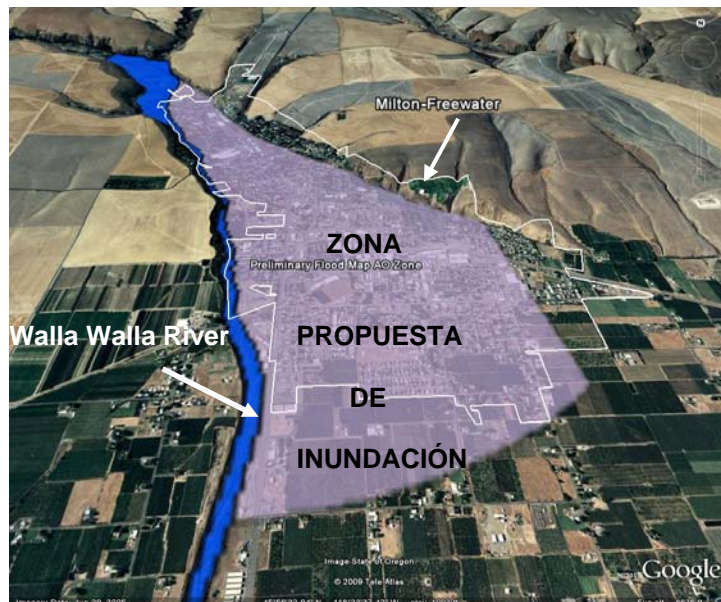 N
Milton-Freewater
ZONA
Preliminary Flood Map AO Zone
Walla Walla River
PROPUESTA
DE
INUNDACIÓN
Image State of Oregon
© 2009 Tele Atlas
Google